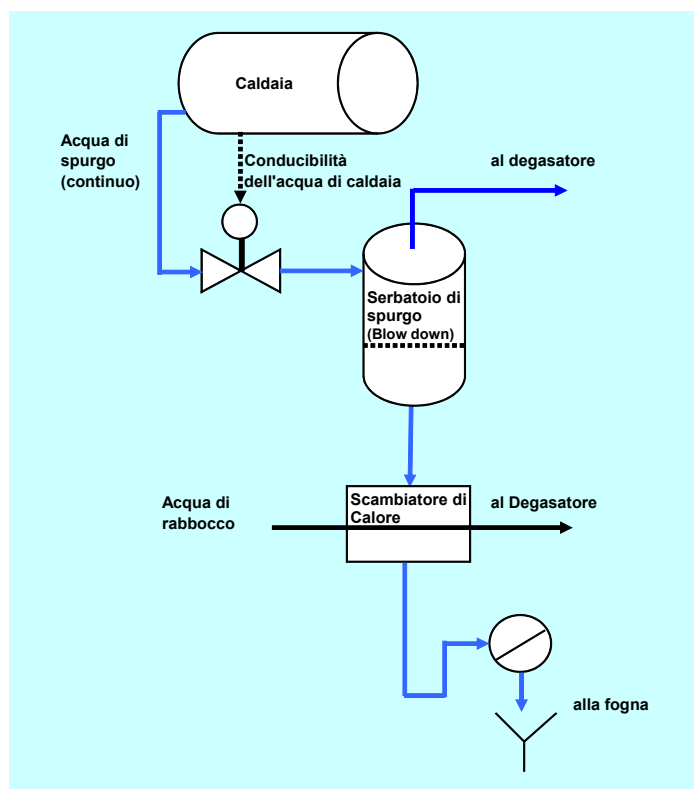 Caldaia
Acqua di
spurgo
(continuo)
Conducibilità
dell'acqua di caldaia
al degasatore
Serbatoio di
spurgo
(Blow down)
Acqua di
rabbocco
Scambiatore di
Calore
al Degasatore
alla fogna